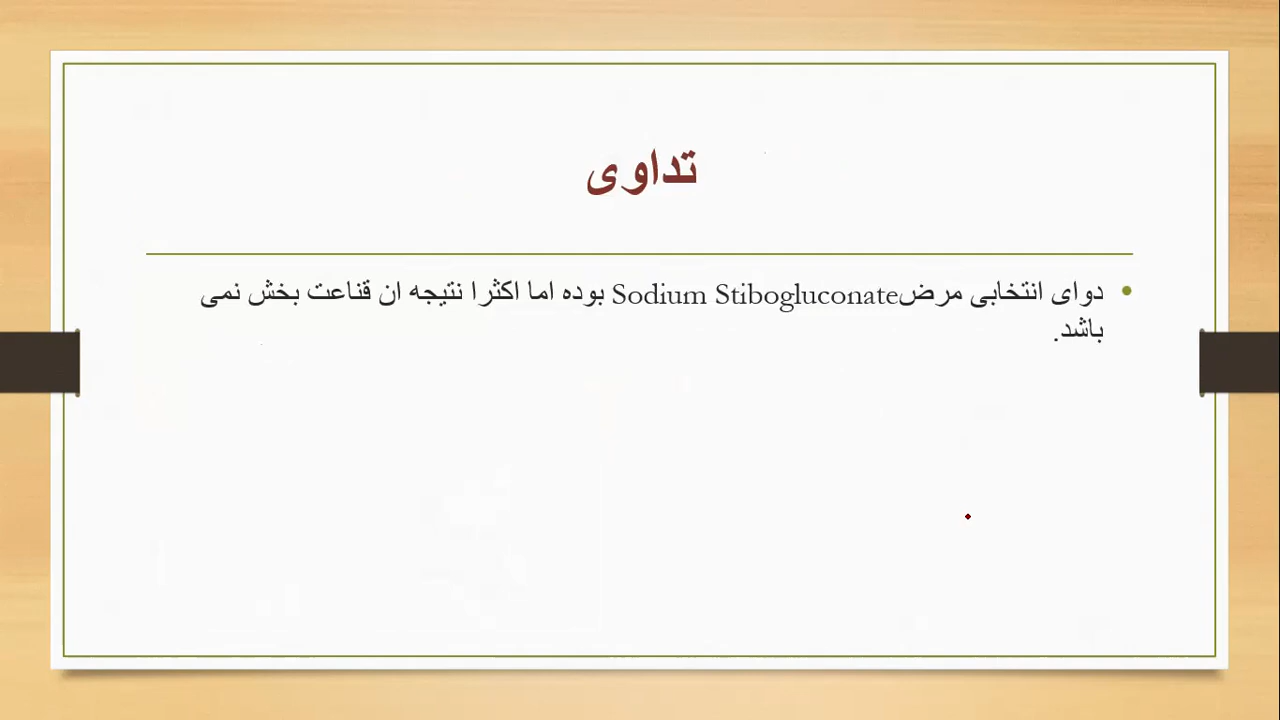 تداوی
دوای انتخابی مرضSodium Stibogluconate بوده اما اکثرا نتیجه ان قناعت بخش نمی
باشد.